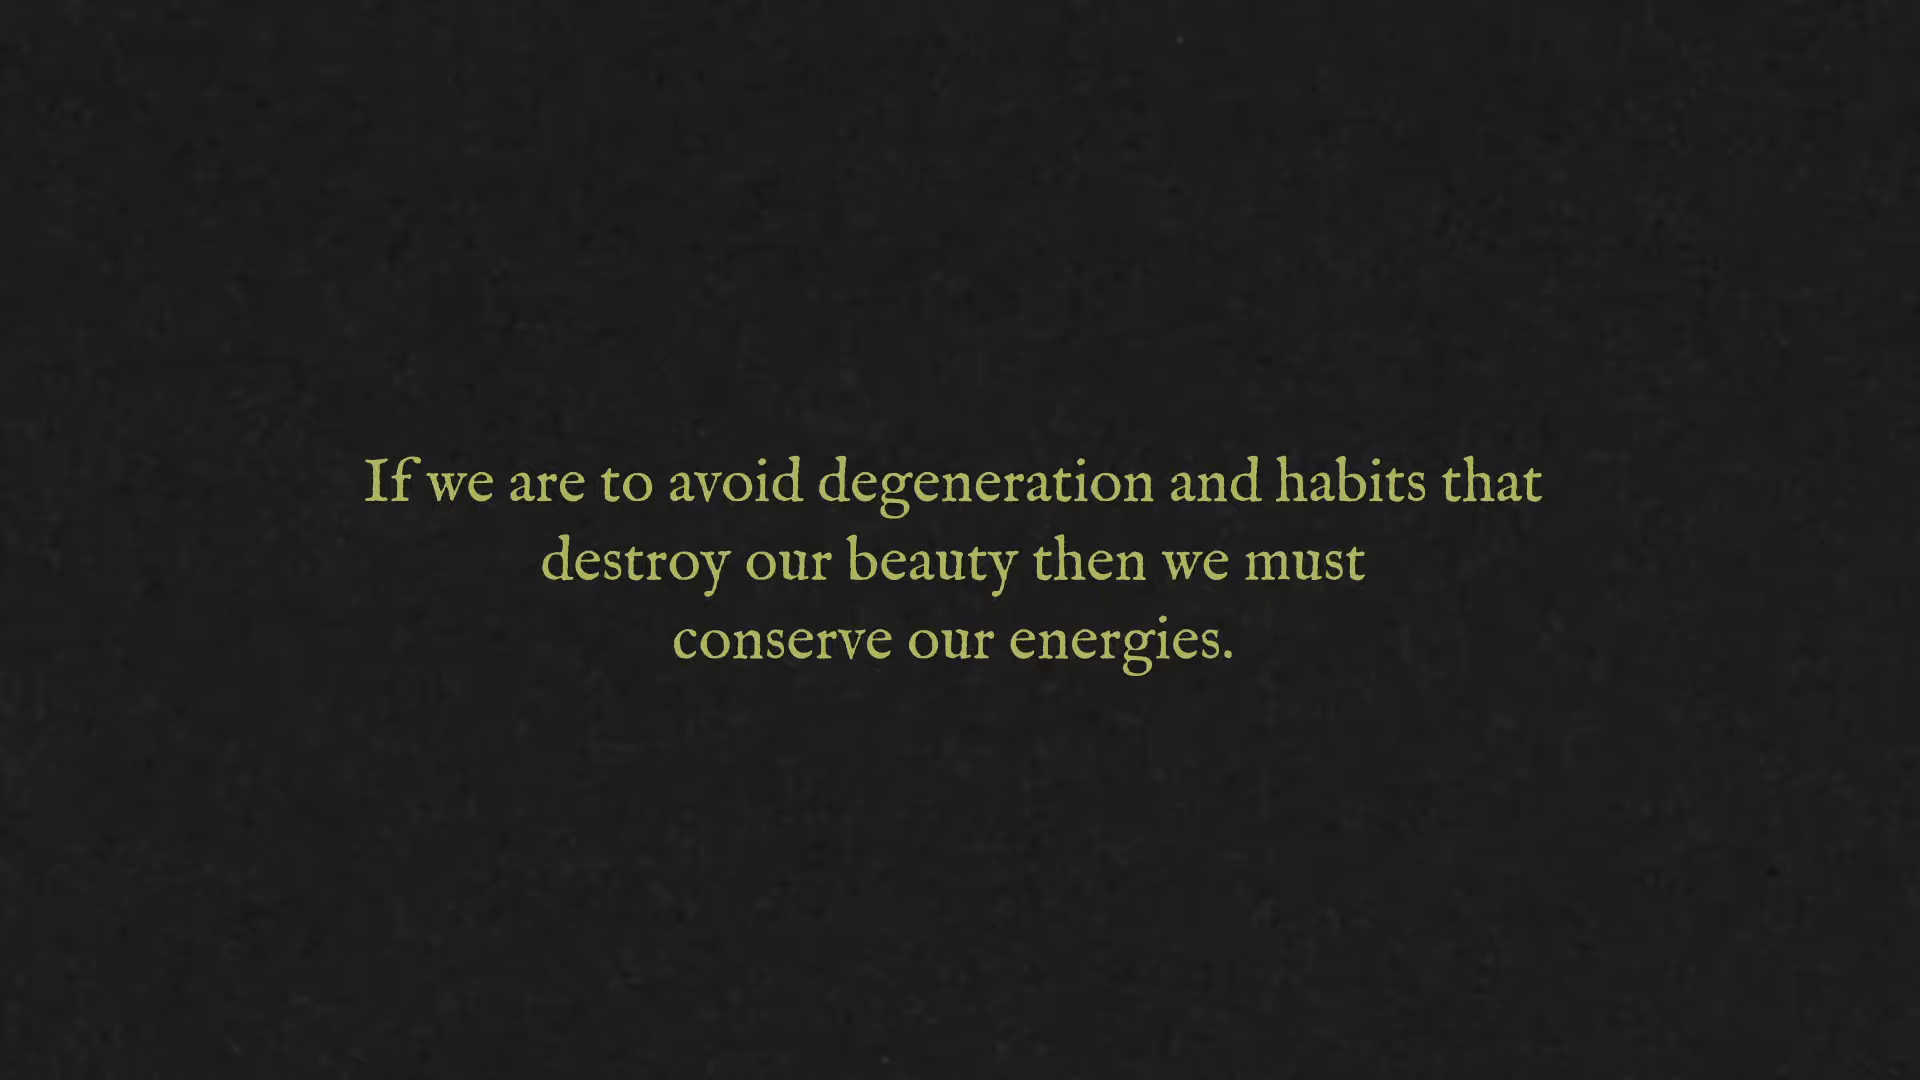 If we are to avoid degeneration and habits that
destroy our beauty then we must
conserve our energies.